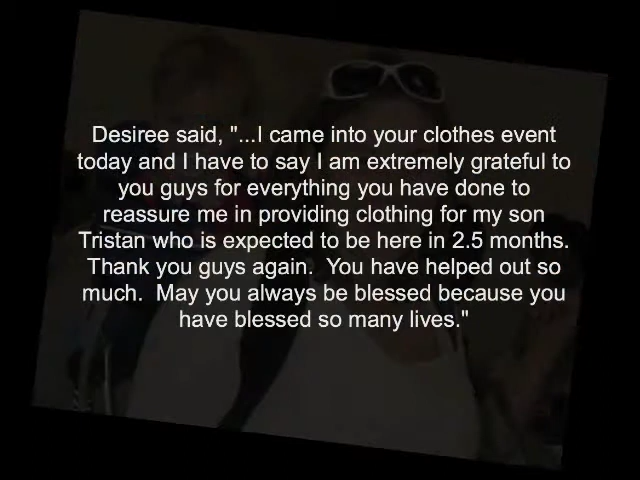 Desiree said, "...I came into your clothes event
today and I have to say I am extremely grateful to
you guys for everything you have done to
reassure me in providing clothing for my son
Tristan who is expected to be here in 2.5 months.
Thank you guys again.  You have helped out so
much.  May you always be blessed because you
have blessed so many lives."